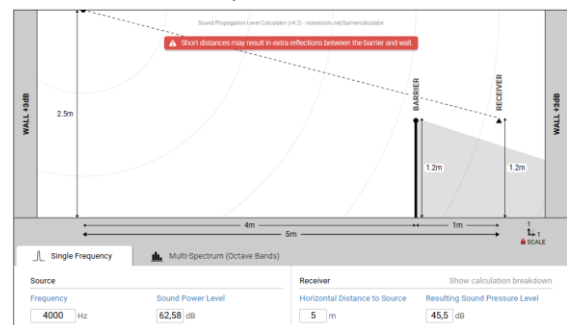 Sound Propagation Level Calculator (v4.2) - noisetools.net/barriercalculator
Short distances may result in extra reflections between the barrier and wall.
WALL +3dB
2.5m
BARRIER
RECEIVER
WALL +3dB
1.2m
1.2m
4m
1m
5m
1
1
SCALE
Single Frequency
Multi-Spectrum (Octave Bands)
Source
Receiver
Show calculation breakdown
Frequency
Sound Power Level
Horizontal Distance to Source
Resulting Sound Pressure Level
4000 Hz
62,58 dB
5 m
45,5 dB